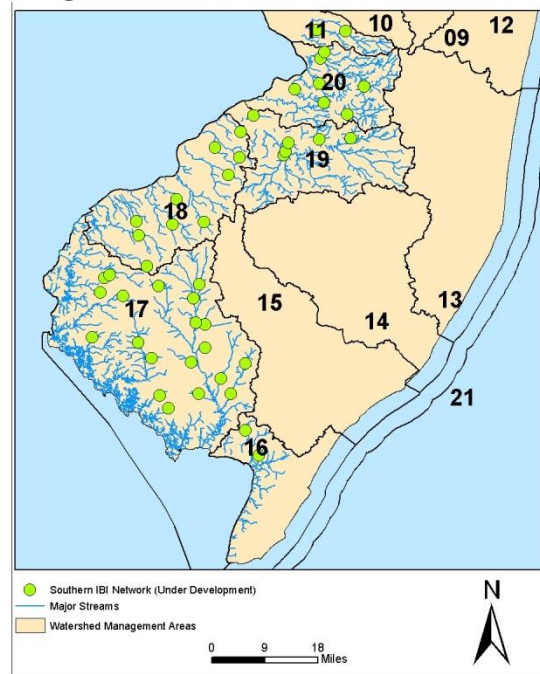 10
12
11
09
20
19
18
17
15
14
13
21
16
Southern IBI Network (Under Development)
Major Streams
Watershed Management Areas
N
0 9 18
Miles